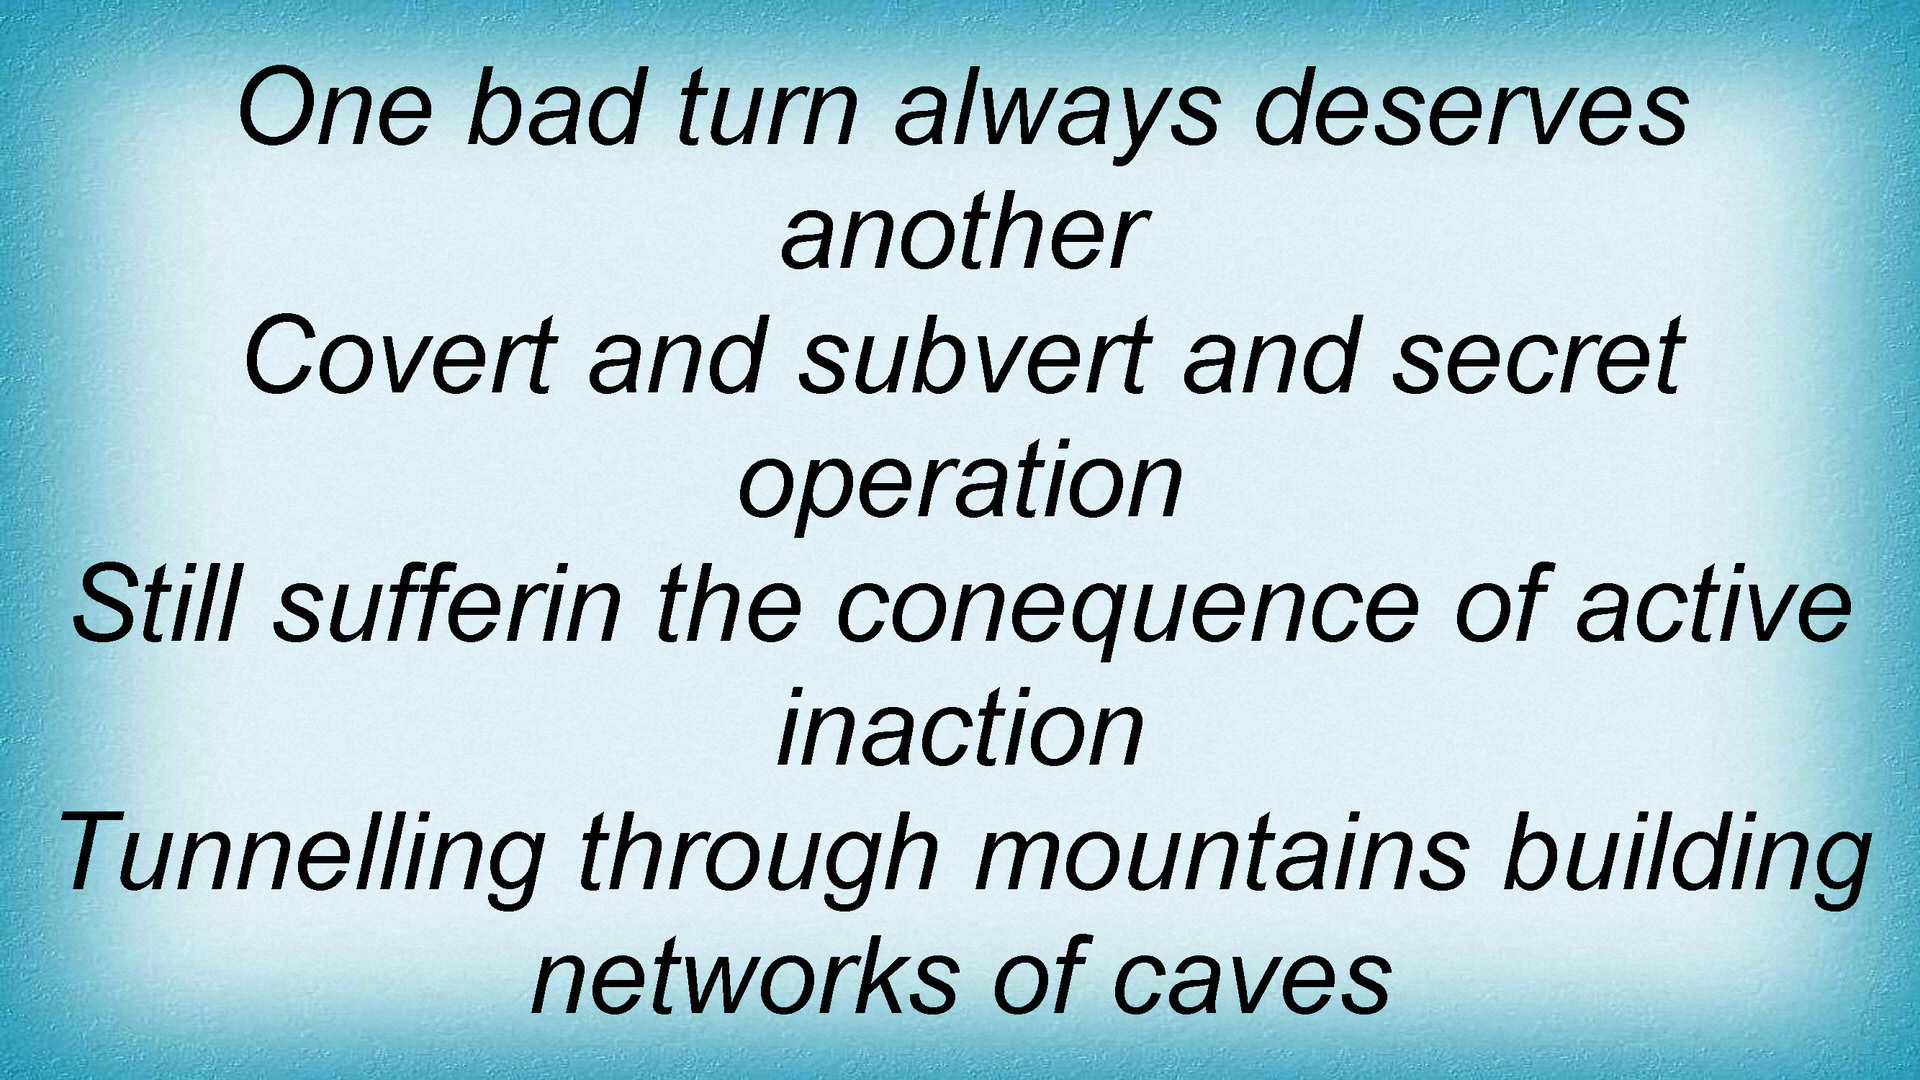 One bad turn always deserves
another
Covert and subvert and secret
operation
Still sufferin the conequence of active
inaction
Tunnelling through mountains building
networks of caves